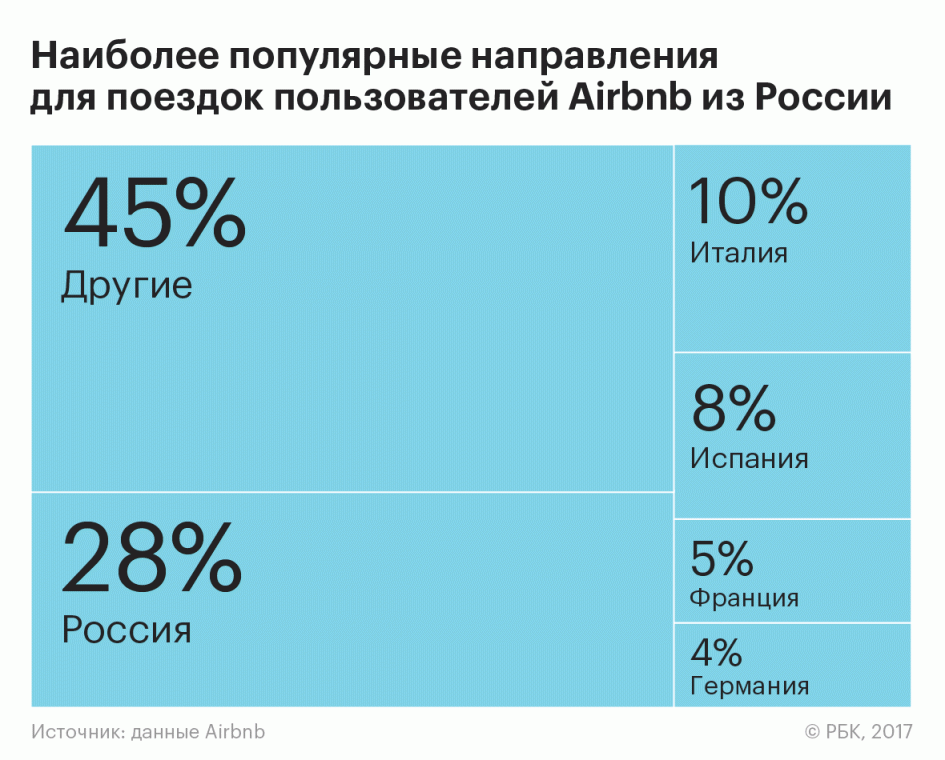 Наиболее популярные направления
для поездок пользователей Airbnb из России
45%
Другие
28%
Россия
10%
Италия
8%
Испания
5%
Франция
4%
Германия
Источник: данные Airbnb
© РБК, 2017